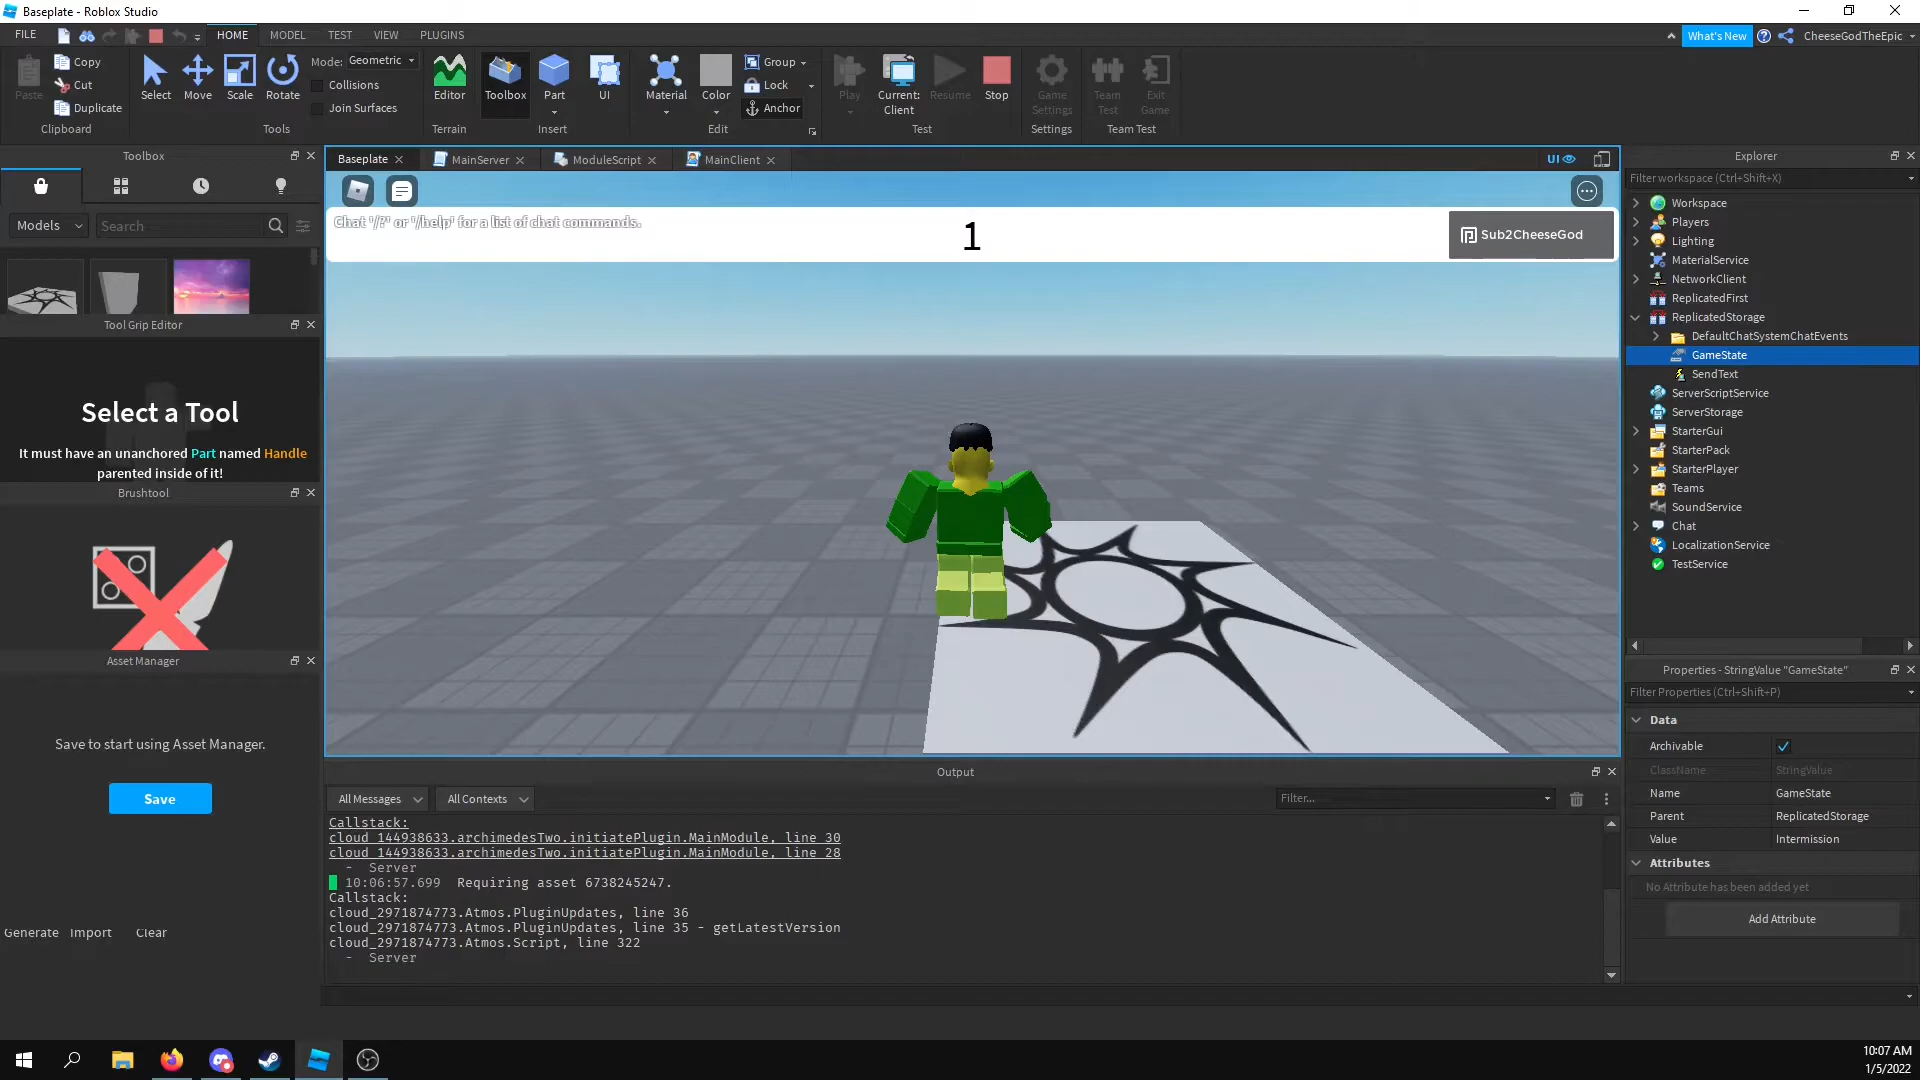 Baseplate - Roblox Studio
FILE HOME MODEL TEST VIEW PLUGINS
What's New CheeseGodTheEpic
Paste Copy Cut Duplicate
Clipboard
Select Move Scale Rotate
Mode: Geometric
Collisions
Join Surfaces
Tools
Editor
Terrain
Toolbox Part UI
Insert
Material Color
Group
Lock
Anchor
Edit
Play Current: Client Resume Stop
Test
Game Settings
Settings
Team Test Exit Game
Team Test
Toolbox
Models Search
Tool Grip Editor
Select a Tool
It must have an unanchored Part named Handle
parented inside of it!
Brushtool
Asset Manager
Save to start using Asset Manager.
Save
Generate Import Clear
Baseplate MainServer ModuleScript MainClient
UI
Chat '/?' or '/help' for a list of chat commands.
1
Sub2CheeseGod
Output
All Messages All Contexts Filter...
Callstack:
cloud_144938633.archimedesTwo.initiatePlugin.MainModule, line 30
cloud_144938633.archimedesTwo.initiatePlugin.MainModule, line 28
- Server
10:06:57.699 Requiring asset 6738245247.
Callstack:
cloud_2971874773.Atmos.PluginUpdates, line 36
cloud_2971874773.Atmos.PluginUpdates, line 35 - getLatestVersion
cloud_2971874773.Atmos.Script, line 322
- Server
Explorer
Filter workspace (Ctrl+Shift+X)
Workspace
Players
Lighting
MaterialService
NetworkClient
ReplicatedFirst
ReplicatedStorage
DefaultChatSystemChatEvents
GameState
SendText
ServerScriptService
ServerStorage
StarterGui
StarterPack
StarterPlayer
Teams
SoundService
Chat
LocalizationService
TestService
Properties - StringValue "GameState"
Filter Properties (Ctrl+Shift+P)
Data
Archivable
ClassName StringValue
Name GameState
Parent ReplicatedStorage
Value Intermission
Attributes
No Attribute has been added yet
Add Attribute
10:07 AM
1/5/2022